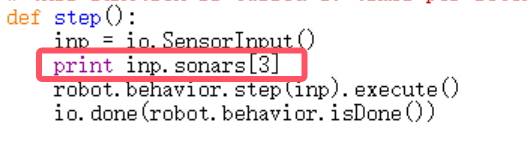 def step():
    inp = io.SensorInput()
    print inp.sonars[3]
    robot.behavior.step(inp).execute()
    io.done(robot.behavior.isDone())